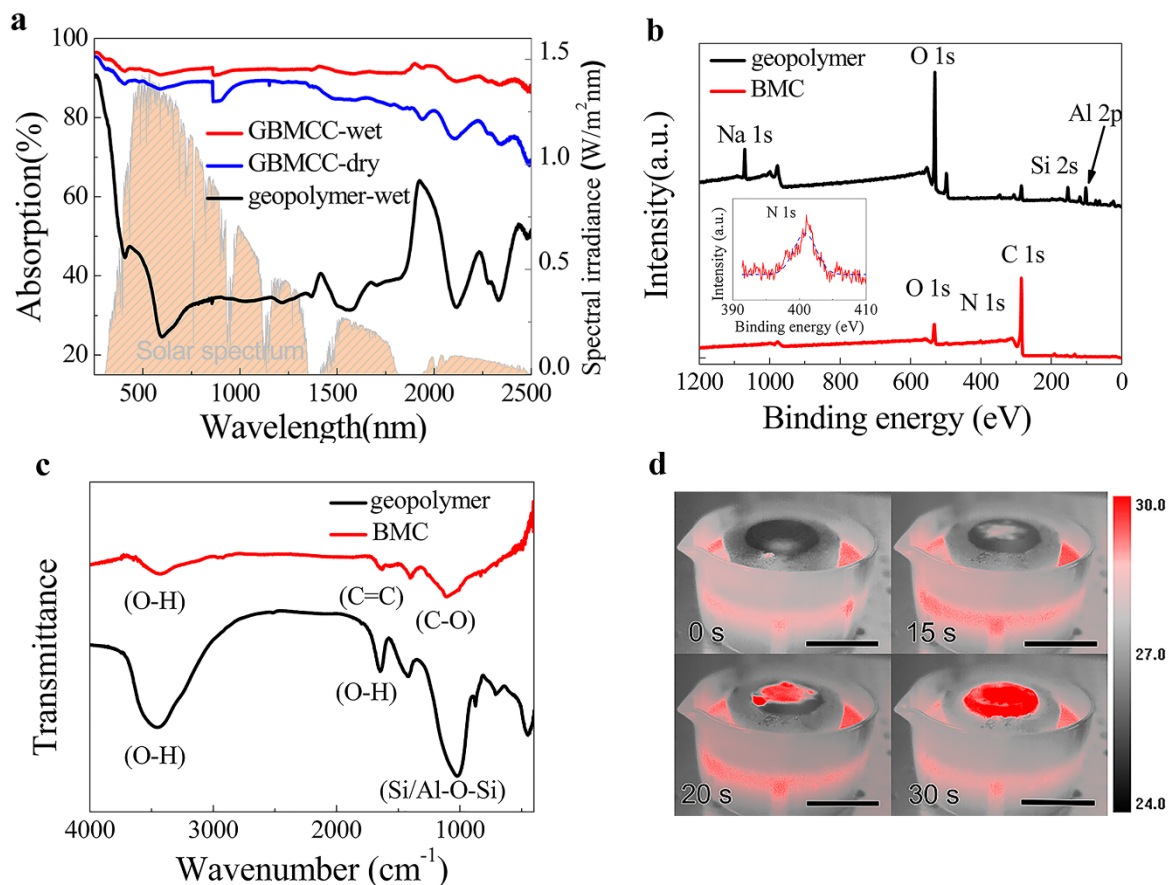 a
100
80
60
40
20
Absorption(%)
1.5
1.0
0.5
0.0
Spectral irradiance (W/m²nm)
GBMCC-wet
GBMCC-dry
geopolymer-wet
Solar spectrum
500 1000 1500 2000 2500
Wavelength(nm)
b
geopolymer
BMC
O 1s
Na 1s
Al 2p
Si 2s
N 1s
Intensity (a.u.)
390 400 410
Binding energy (eV)
C 1s
O 1s
N 1s
Intensity(a.u.)
1200 1000 800 600 400 200 0
Binding energy (eV)
c
geopolymer
BMC
(O-H)
(C=C)
(C-O)
(O-H)
(O-H)
(Si/Al-O-Si)
Transmittance
4000 3000 2000 1000
Wavenumber (cm⁻¹)
d
0 s
15 s
20 s
30 s
30.0
27.0
24.0